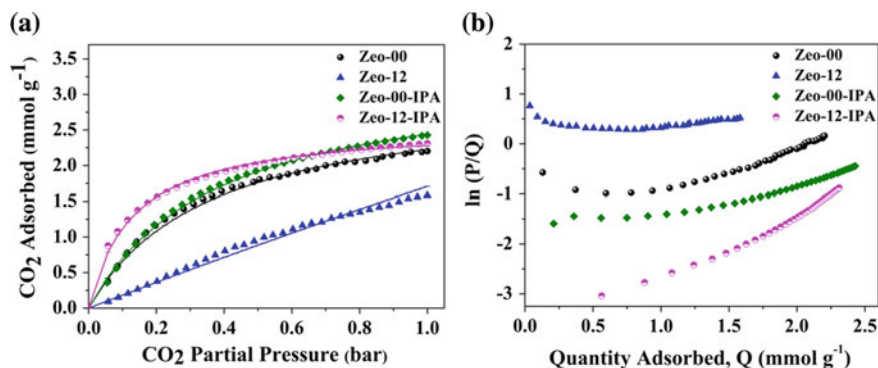 (a)
3.5
3.0
2.5
2.0
1.5
1.0
0.5
0.0
CO2 Adsorbed (mmol g-1)
Zeo-00
Zeo-12
Zeo-00-IPA
Zeo-12-IPA
0.0 0.2 0.4 0.6 0.8 1.0
CO2 Partial Pressure (bar)
(b)
2
1
0
-1
-2
-3
ln (P/Q)
Zeo-00
Zeo-12
Zeo-00-IPA
Zeo-12-IPA
0.0 0.5 1.0 1.5 2.0 2.5
Quantity Adsorbed, Q (mmol g-1)